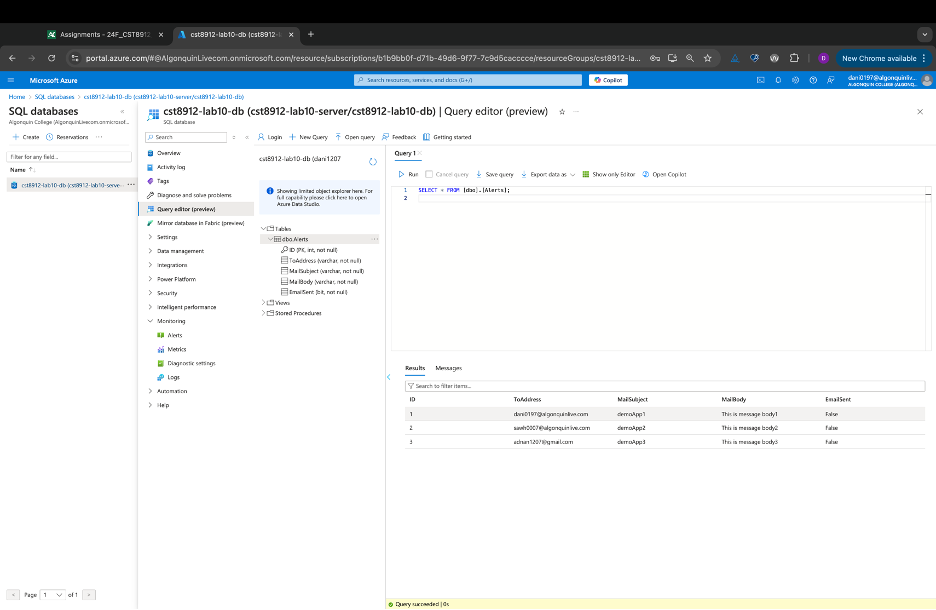 Assignments - 24F_CST8912
cst8912-lab10-db (cst8912-l
portal.azure.com/#@AlgonquinLivecom.onmicrosoft.com/resource/subscriptions/b1b9bb0f-d71b-49d6-9f77-7c9d5cacccce/resourceGroups/cst8912-la...
New Chrome available
Microsoft Azure
Search resources, services, and docs (G+/)
Copilot
dani0197@algonquinliv...
ALGONQUIN COLLEGE (ALGONQ...
Home > SQL databases > cst8912-lab10-db (cst8912-lab10-server/cst8912-lab10-db)
SQL databases
Algonquin College (AlgonquinLivecom.onmicrosof...
Create
Reservations
Filter for any field...
Name
cst8912-lab10-db (cst8912-lab10-serve...
Page 1 of 1
cst8912-lab10-db (cst8912-lab10-server/cst8912-lab10-db) | Query editor (preview)
SQL database
Search
Overview
Activity log
Tags
Diagnose and solve problems
Query editor (preview)
Mirror database in Fabric (preview)
Settings
Data management
Integrations
Power Platform
Security
Intelligent performance
Monitoring
Alerts
Metrics
Diagnostic settings
Logs
Automation
Help
Login
New Query
Open query
Feedback
Getting started
cst8912-lab10-db (dani1207
Showing limited object explorer here. For
full capability please click here to open
Azure Data Studio.
Tables
dbo.Alerts
ID (PK, int, not null)
ToAddress (varchar, not null)
MailSubject (varchar, not null)
MailBody (varchar, not null)
EmailSent (bit, not null)
Views
Stored Procedures
Query 1
Run
Cancel query
Save query
Export data as
Show only Editor
Open Copilot
1 SELECT * FROM [dbo].[Alerts];
2
Results
Messages
Search to filter items...
ID ToAddress MailSubject MailBody EmailSent
1 dani0197@algonquinlive.com demoApp1 This is message body1 False
2 sawh0007@algonquinlive.com demoApp2 This is message body2 False
3 adnan1207@gmail.com demoApp3 This is message body3 False
Query succeeded | 0s